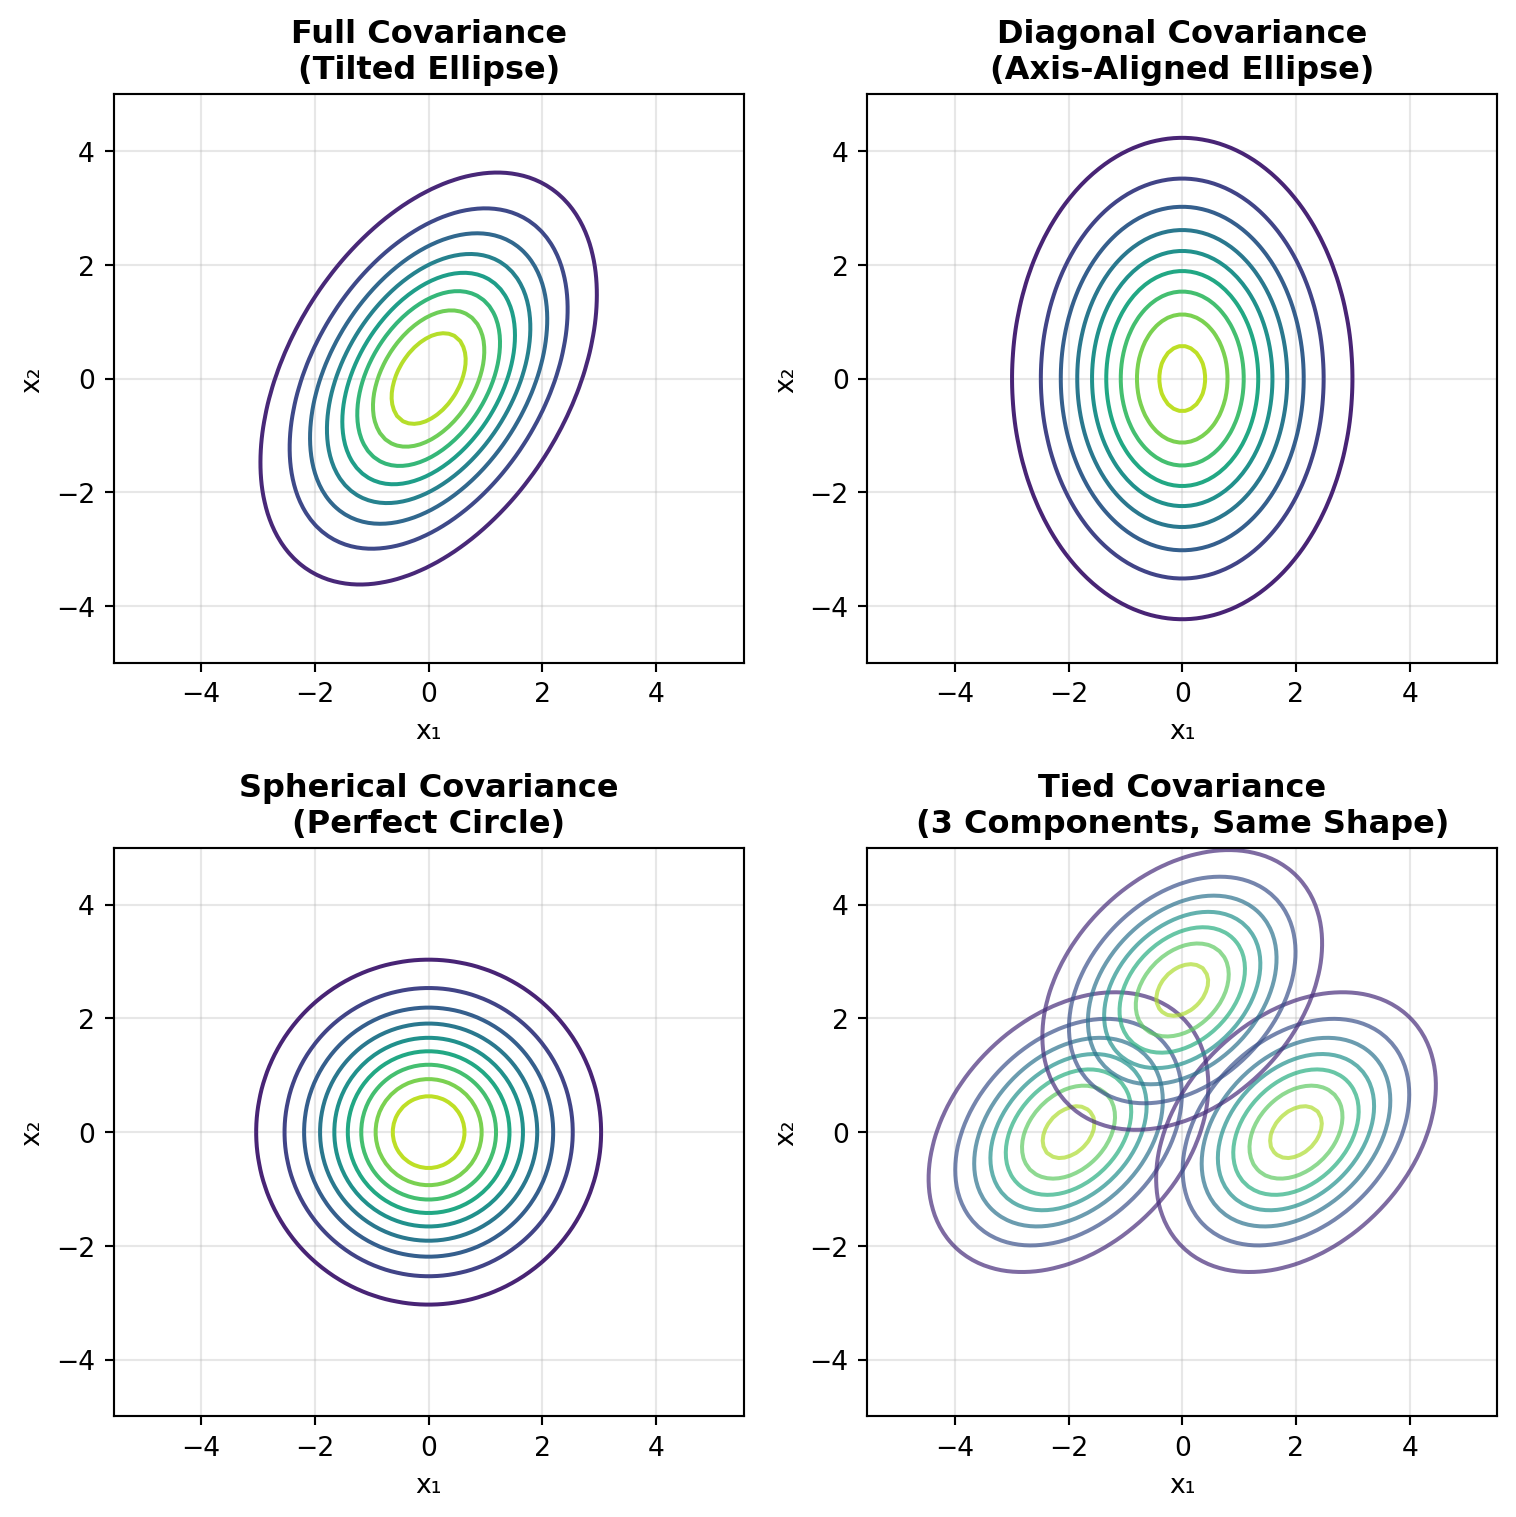 Full Covariance
(Tilted Ellipse)
4
2
0
−2
−4
x₂
−4 −2 0 2 4
x₁
Diagonal Covariance
(Axis-Aligned Ellipse)
4
2
0
−2
−4
x₂
−4 −2 0 2 4
x₁
Spherical Covariance
(Perfect Circle)
4
2
0
−2
−4
x₂
−4 −2 0 2 4
x₁
Tied Covariance
(3 Components, Same Shape)
4
2
0
−2
−4
x₂
−4 −2 0 2 4
x₁